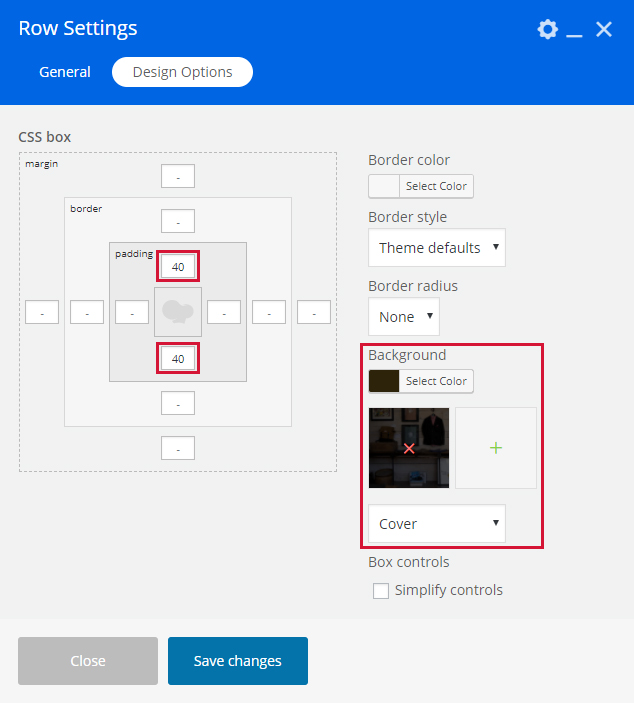 Row Settings
General
Design Options
CSS box
margin
-
border
-
padding
40
- - - - - -
40
-
-
Border color
Select Color
Border style
Theme defaults
Border radius
None
Background
Select Color
Cover
Box controls
Simplify controls
Close
Save changes